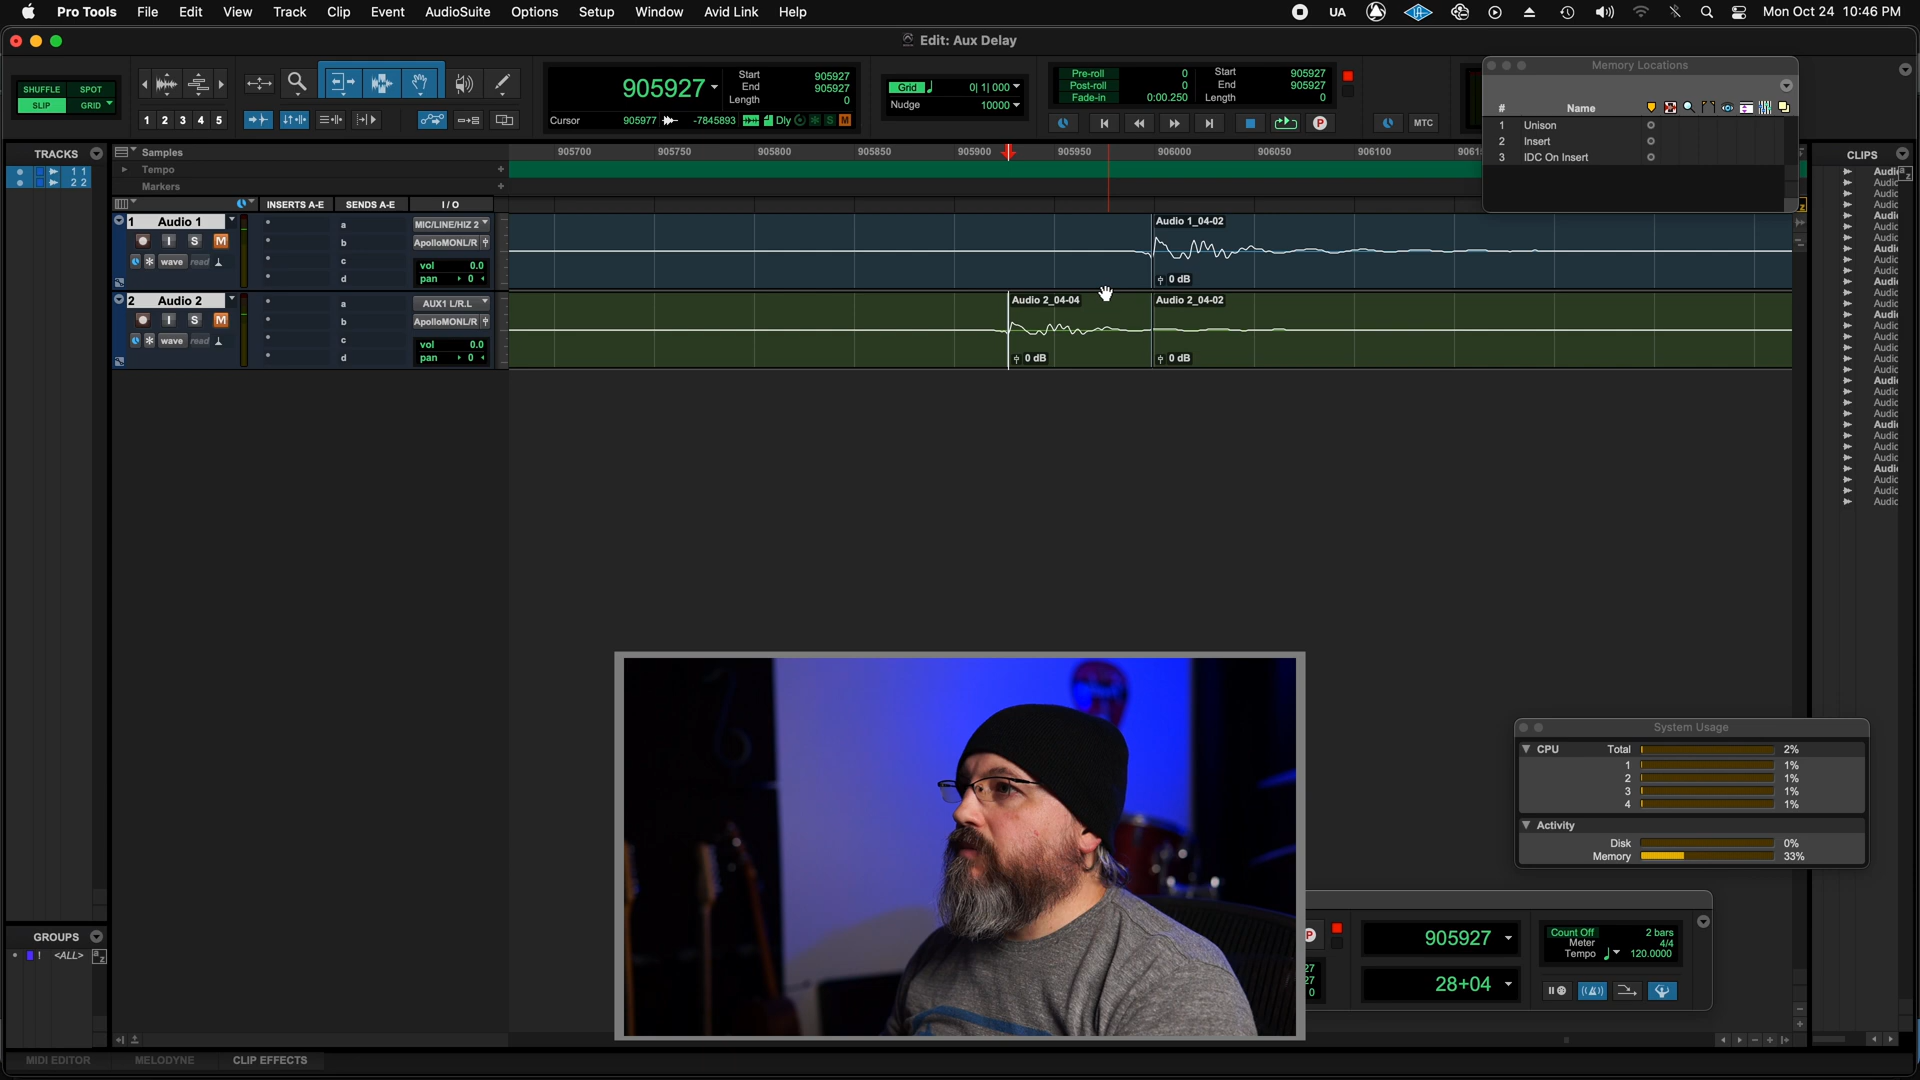 Pro Tools File Edit View Track Clip Event AudioSuite Options Setup Window Avid Link Help UA Mon Oct 24 10:46 PM
Edit: Aux Delay
SHUFFLE SPOT
SLIP GRID
1 2 3 4 5
905927
Start 905927
End 905927
Length 0
Cursor 905977 -7845893 Dly S M
Grid 0| 1| 000
Nudge 10000
Pre-roll 0
Post-roll 0
Fade-in 0:00.250
Start 905927
End 905927
Length 0
P
MTC
Memory Locations
# Name
1 Unison
2 Insert
3 IDC On Insert
TRACKS
1 1
2 2
Samples
Tempo
Markers
905700 905750 805800 905850 905900 905950 906000 906050 906100 9061
INSERTS A-E SENDS A-E I / O
1 Audio 1
I S M
wave read
a
b
c
d
MIC/LINE/HIZ 2
ApolloMONL/R
vol 0.0
pan 0
Audio 1_04-02
0 dB
2 Audio 2
I S M
wave read
a
b
c
d
AUX1 L/R.L
ApolloMONL/R
vol 0.0
pan 0
Audio 2_04-04
0 dB
Audio 2_04-02
0 dB
CLIPS
a z
System Usage
CPU Total 2%
1 1%
2 1%
3 1%
4 1%
Activity
Disk 0%
Memory 33%
P
27
27
0
905927
28+04
Count Off 2 bars
Meter 4/4
Tempo 120.0000
GROUPS
! <ALL>
a z
MIDI EDITOR MELODYNE CLIP EFFECTS